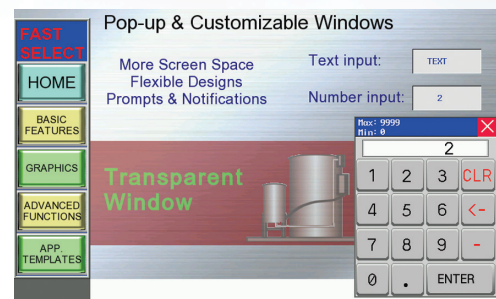 FAST
SELECT
HOME
BASIC
FEATURES
GRAPHICS
ADVANCED
FUNCTIONS
APP.
TEMPLATES
Pop-up & Customizable Windows
More Screen Space
Flexible Designs
Prompts & Notifications
Text input: TEXT
Number input: 2
Transparent
Window
Max: 9999
Min: 0
X
2
1 2 3 CLR
4 5 6 <-
7 8 9 -
0 . ENTER